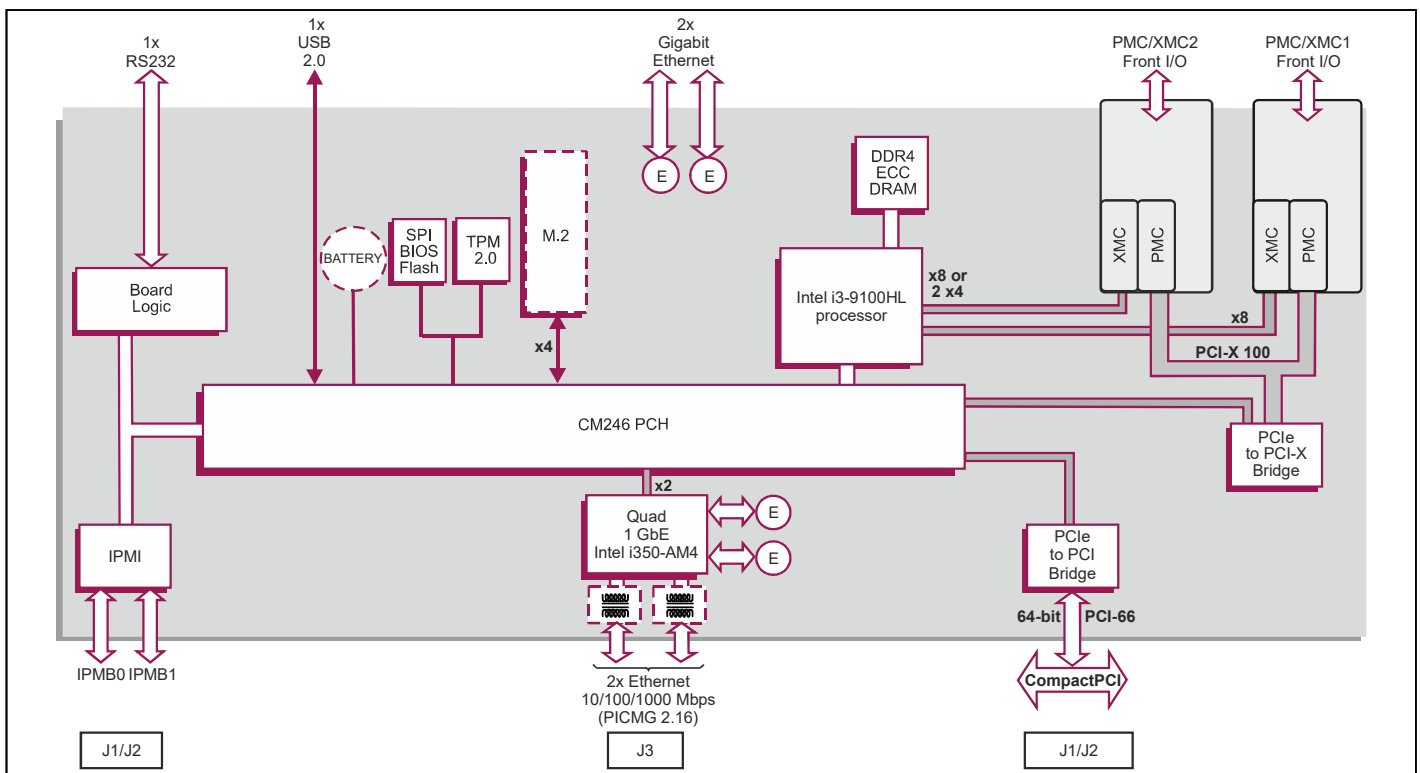 1x
RS232
1x
USB
2.0
2x
Gigabit
Ethernet
PMC/XMC2
Front I/O
PMC/XMC1
Front I/O
E
E
DDR4
ECC
DRAM
M.2
BATTERY
SPI
BIOS
Flash
TPM
2.0
XMC
PMC
XMC
PMC
Board
Logic
Intel i3-9100HL
processor
x8 or
2 x4
x8
x4
PCI-X 100
CM246 PCH
PCIe
to PCI-X
Bridge
x2
Quad
1 GbE
Intel i350-AM4
E
E
IPMI
PCIe
to PCI
Bridge
64-bit
PCI-66
IPMB0
IPMB1
2x Ethernet
10/100/1000 Mbps
(PICMG 2.16)
CompactPCI
J1/J2
J3
J1/J2